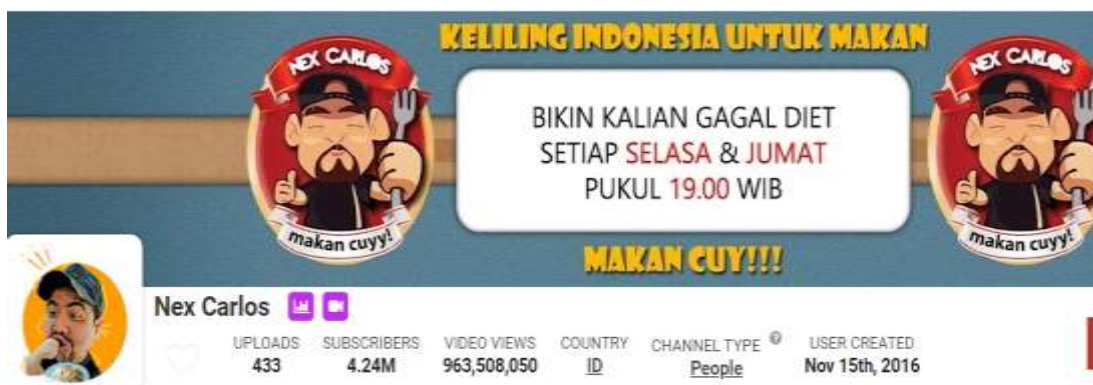 KELILING INDONESIA UNTUK MAKAN
NEX CARLOS
NEX CARLOS
BIKIN KALIAN GAGAL DIET
SETIAP SELASA & JUMAT
PUKUL 19.00 WIB
makan cuyy!
makan cuyy!
MAKAN CUY!!!
Nex Carlos
UPLOADS SUBSCRIBERS VIDEO VIEWS COUNTRY CHANNEL TYPE USER CREATED
433 4.24M 963,508,050 ID People Nov 15th, 2016